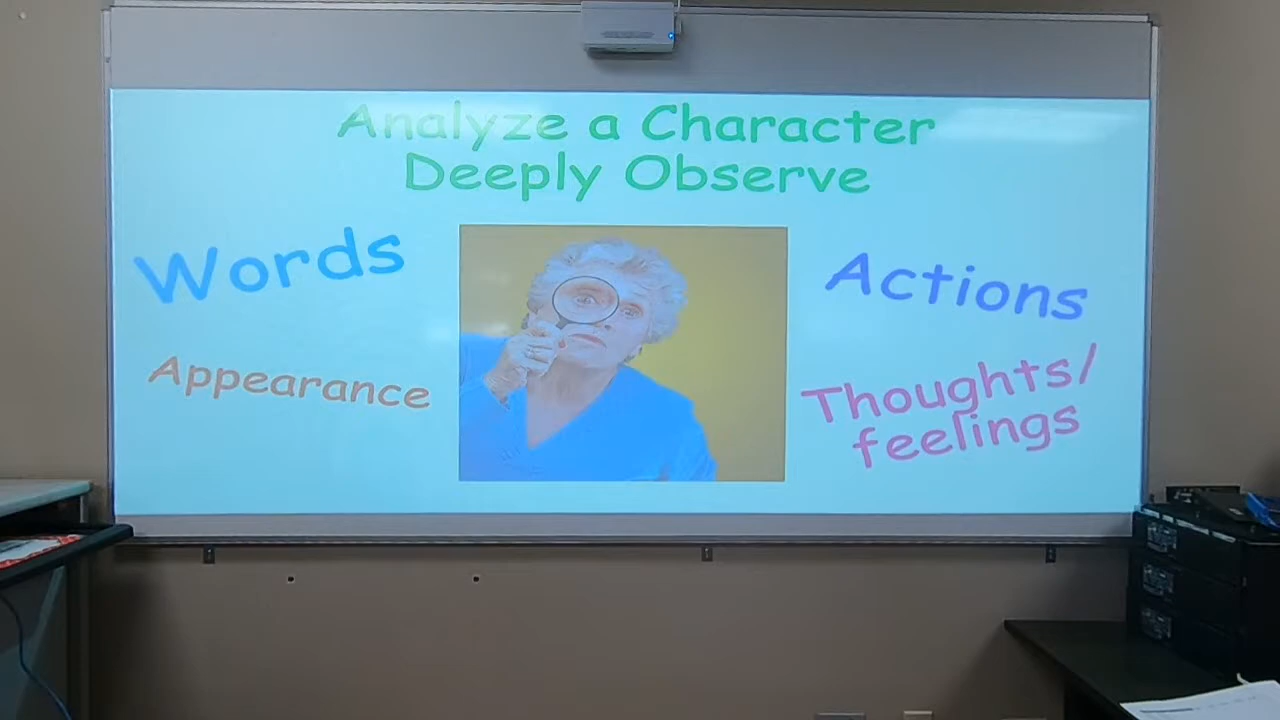 Analyze a Character
Deeply Observe
Words
Actions
Appearance
Thoughts/
feelings